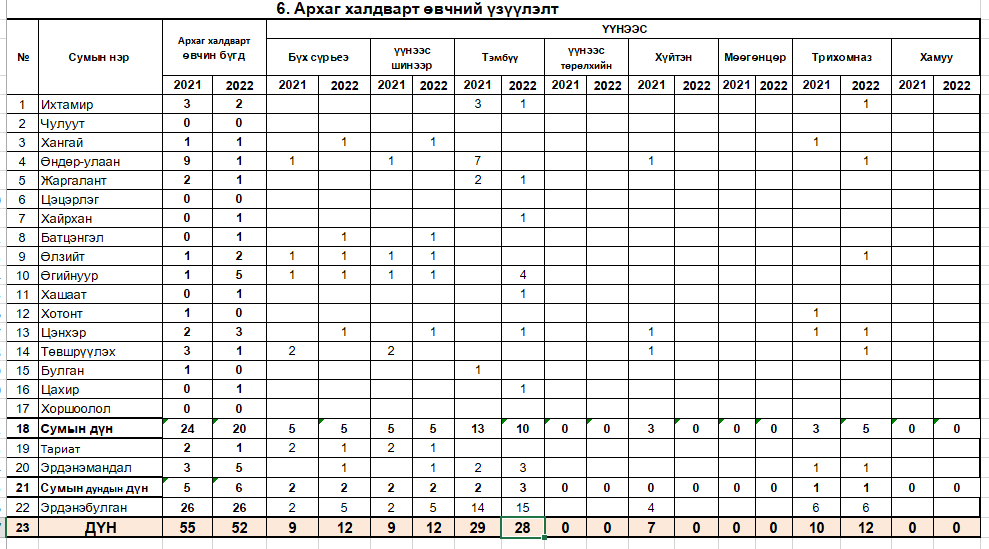 6. Архаг халдварт өвчний үзүүлэлт
№ Сумын нэр Архаг халдварт өвчин бүгд ҮҮНЭЭС
Бүх сүрьеэ үүнээс шинээр Тэмбүү үүнээс төрөлхийн Хүйтэн Мөөгөнцөр Трихомназ Хамуу
2021 2022 2021 2022 2021 2022 2021 2022 2021 2022 2021 2022 2021 2022 2021 2022 2021 2022
1 Ихтамир 3 2 3 1 1
2 Чулуут 0 0
3 Хангай 1 1 1 1 1
4 Өндөр-улаан 9 1 1 1 7 1 1
5 Жаргалант 2 1 2 1
6 Цэцэрлэг 0 0
7 Хайрхан 0 1 1
8 Батцэнгэл 0 1 1 1
9 Өлзийт 1 2 1 1 1 1 1
10 Өгийнуур 1 5 1 1 1 1 4
11 Хашаат 0 1 1
12 Хотонт 1 0 1
13 Цэнхэр 2 3 1 1 1 1 1 1
14 Төвшрүүлэх 3 1 2 2 1 1
15 Булган 1 0 1
16 Цахир 0 1 1
17 Хоршоолол 0 0
18 Сумын дүн 24 20 5 5 5 5 13 10 0 0 3 0 0 0 3 5 0 0
19 Тариат 2 1 2 1 2 1
20 Эрдэнэмандал 3 5 1 1 2 3 1 1
21 Сумын дундын дүн 5 6 2 2 2 2 2 3 0 0 0 0 0 0 1 1 0 0
22 Эрдэнэбулган 26 26 2 5 2 5 14 15 4 6 6
23 ДҮН 55 52 9 12 9 12 29 28 0 0 7 0 0 0 10 12 0 0